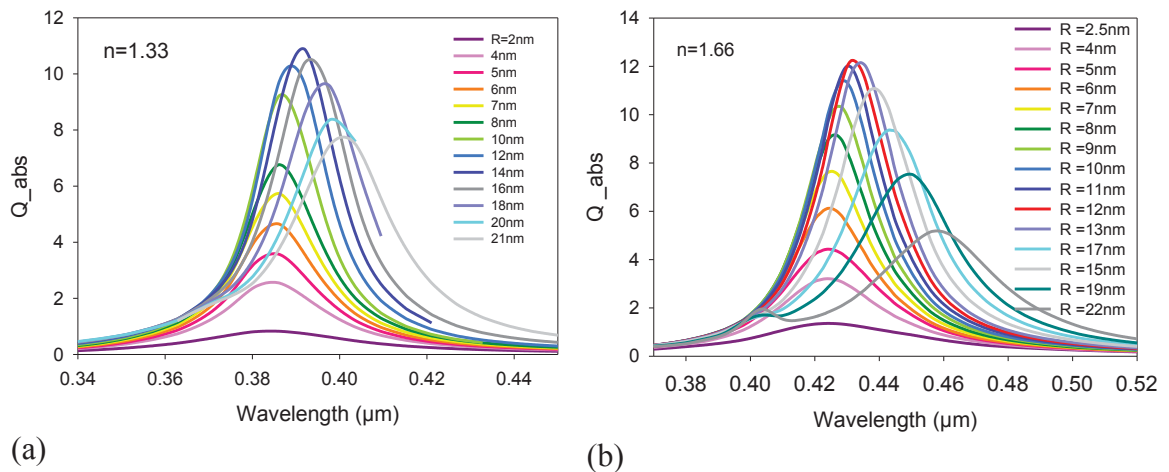 n=1.33
Q_abs
12
10
8
6
4
2
0
0.34 0.36 0.38 0.40 0.42 0.44
Wavelength (µm)
R=2nm
4nm
5nm
6nm
7nm
8nm
10nm
12nm
14nm
16nm
18nm
20nm
21nm
(a)
n=1.66
Q_abs
14
12
10
8
6
4
2
0
0.38 0.40 0.42 0.44 0.46 0.48 0.50 0.52
Wavelength (µm)
R =2.5nm
R =4nm
R =5nm
R =6nm
R =7nm
R =8nm
R =9nm
R =10nm
R =11nm
R =12nm
R =13nm
R =17nm
R =15nm
R =19nm
R =22nm
(b)